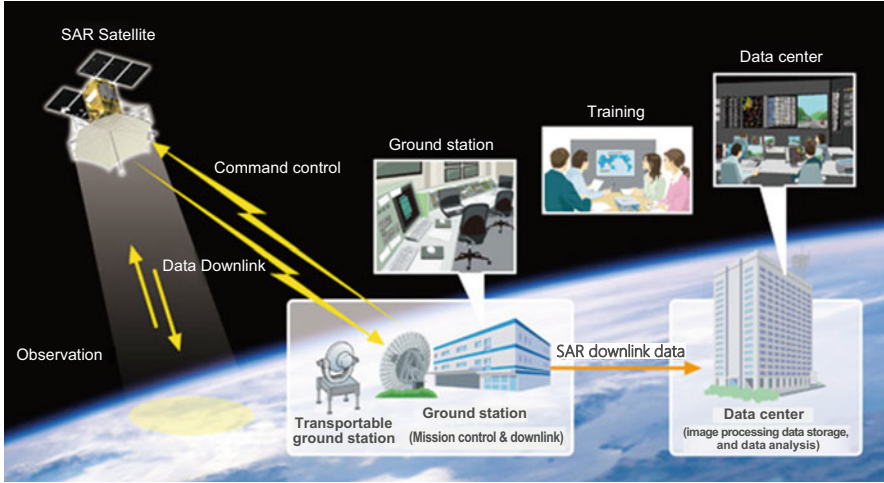 SAR Satellite
Data center
Training
Ground station
Command control
Data Downlink
Observation
SAR downlink data
Transportable
ground station
Ground station
(Mission control & downlink)
Data center
(image processing data storage,
and data analysis)